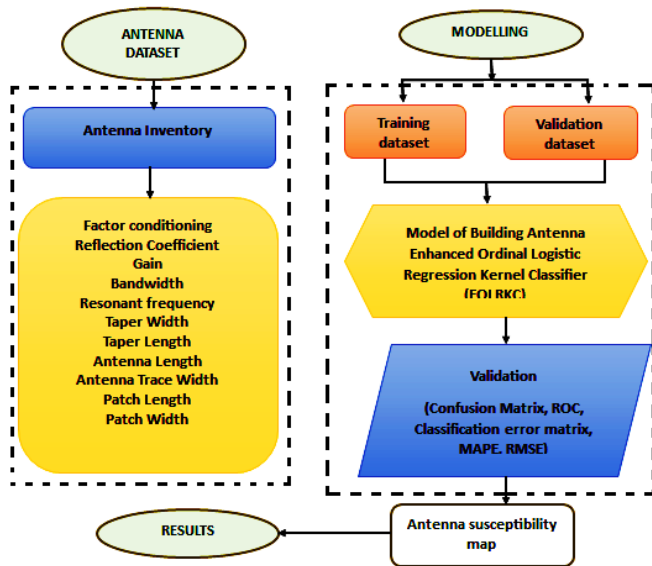 ANTENNA
DATASET
Antenna Inventory
Factor conditioning
Reflection Coefficient
Gain
Bandwidth
Resonant frequency
Taper Width
Taper Length
Antenna Length
Antenna Trace Width
Patch Length
Patch Width
MODELLING
Training
dataset
Validation
dataset
Model of Building Antenna
Enhanced Ordinal Logistic
Regression Kernel Classifier
(EOLRKC)
Validation
(Confusion Matrix, ROC,
Classification error matrix,
MAPE. RMSE)
Antenna susceptibility
map
RESULTS